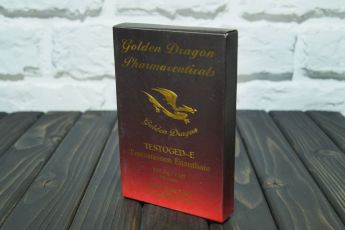 Golden Dragon
Pharmaceuticals
Golden Dragon
TESTOGED-E
Testosterone Enanthate